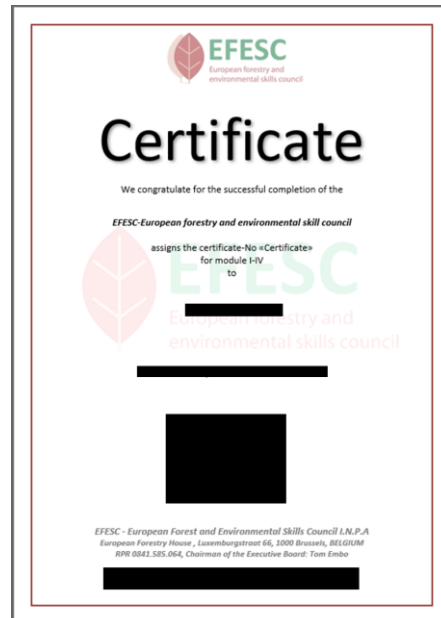 EFESC
European forestry and
environmental skills council
Certificate
We congratulate for the successful completion of the
EFESC-European forestry and environmental skill council
assigns the certificate-No «Certificate»
for module I-IV
to
EFESC
European forestry and
environmental skills council
EFESC - European Forest and Environmental Skills Council I.N.P.A
European Forestry House , Luxemburgstraat 66, 1000 Brussels, BELGIUM
RPR 0841.585.064, Chairman of the Executive Board: Tom Embo